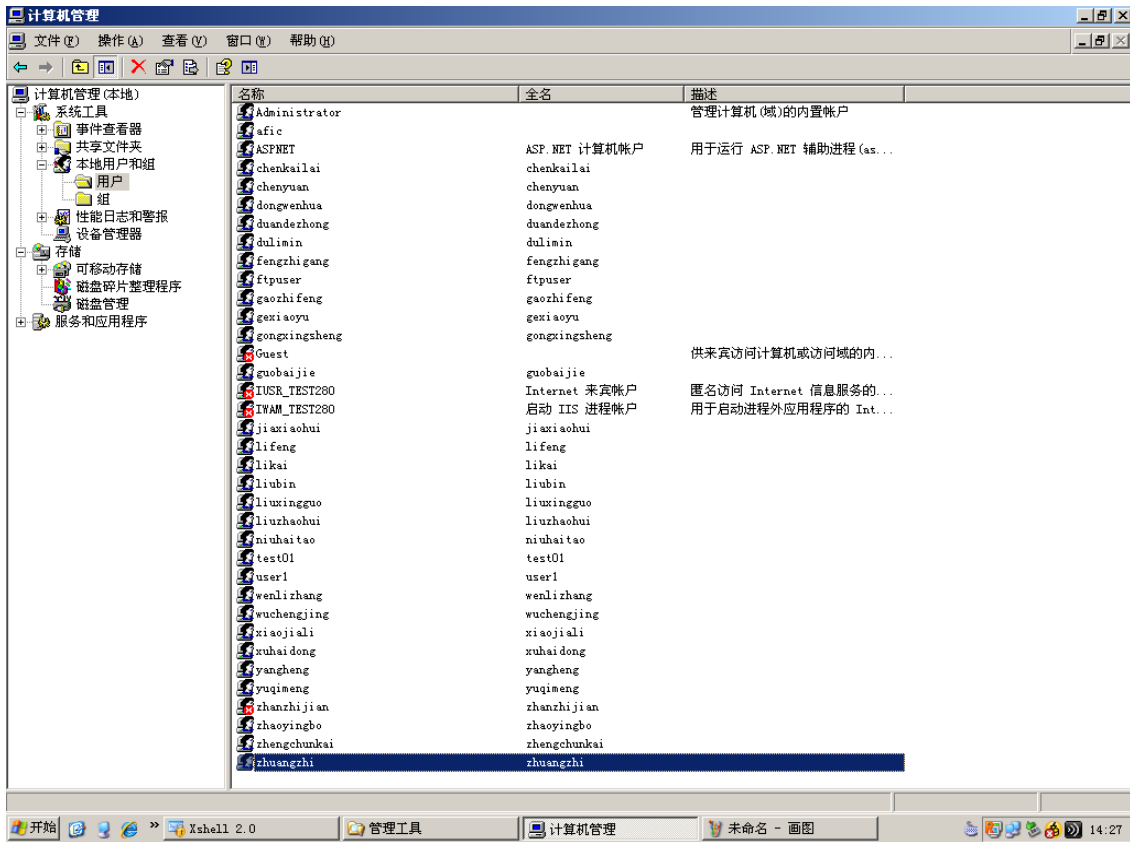 计算机管理
文件(F) 操作(A) 查看(V) 窗口(W) 帮助(H)
计算机管理(本地)
系统工具
事件查看器
共享文件夹
本地用户和组
用户
组
性能日志和警报
设备管理器
存储
可移动存储
磁盘碎片整理程序
磁盘管理
服务和应用程序
名称 全名 描述
Administrator 管理计算机(域)的内置帐户
afic
ASPNET ASP.NET 计算机帐户 用于运行 ASP.NET 辅助进程(as...
chenkailai chenkailai
chenyuan chenyuan
dongwenhua dongwenhua
duandezhong duandezhong
dulimin dulimin
fengzhigang fengzhigang
ftpuser ftpuser
gaozhifeng gaozhifeng
gexiaoyu gexiaoyu
gongxingsheng gongxingsheng
Guest 供来宾访问计算机或访问域的内...
guobaijie guobaijie
IUSR_TEST280 Internet 来宾帐户 匿名访问 Internet 信息服务的...
IWAM_TEST280 启动 IIS 进程帐户 用于启动进程外应用程序的 Int...
jiaxiaohui jiaxiaohui
lifeng lifeng
likai likai
liubin liubin
liuxingguo liuxingguo
liuzhaohui liuzhaohui
niuhaitao niuhaitao
test01 test01
user1 user1
wenlizhang wenlizhang
wuchengjing wuchengjing
xiaojiali xiaojiali
xuhaidong xuhaidong
yangheng yangheng
yuqimeng yuqimeng
zhanzhijian zhanzhijian
zhaoyingbo zhaoyingbo
zhengchunkai zhengchunkai
zhuangzhi zhuangzhi
开始 » Xshell 2.0 管理工具 计算机管理 未命名 - 画图 14:27